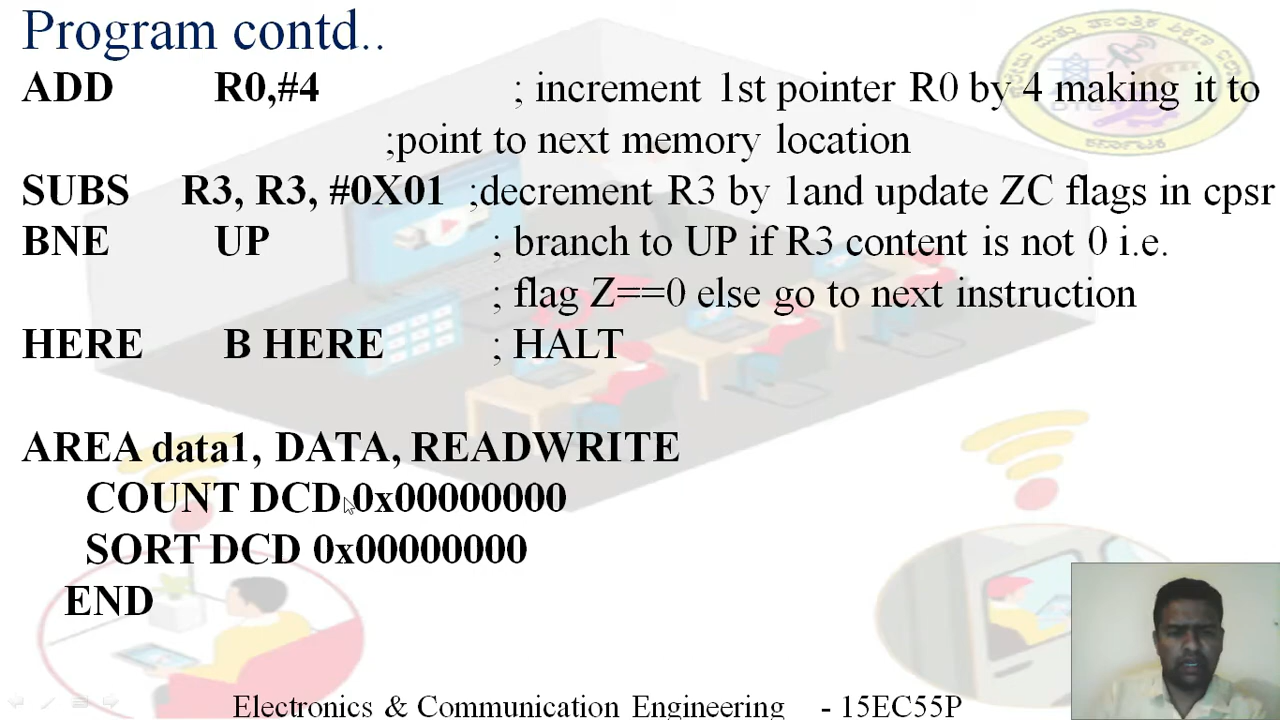 Program contd..
ADD R0,#4 ; increment 1st pointer R0 by 4 making it to
;point to next memory location
SUBS R3, R3, #0X01 ;decrement R3 by 1and update ZC flags in cpsr
BNE UP ; branch to UP if R3 content is not 0 i.e.
; flag Z==0 else go to next instruction
HERE B HERE ; HALT
AREA data1, DATA, READWRITE
COUNT DCD 0x00000000
SORT DCD 0x00000000
END
Electronics & Communication Engineering - 15EC55P